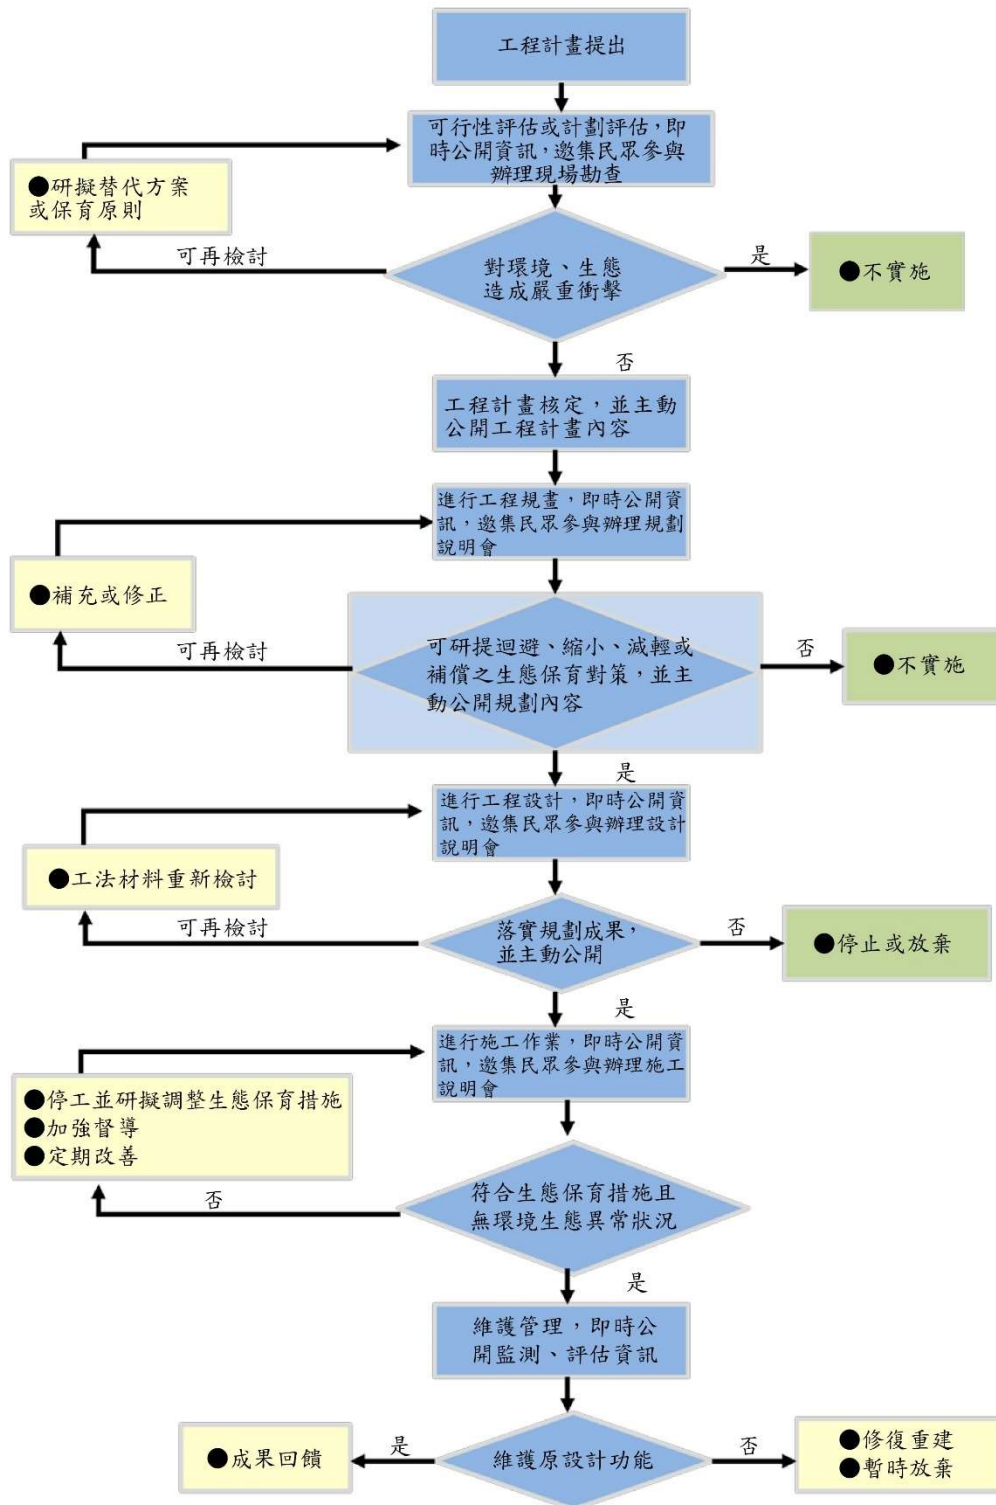 工程計畫提出
可行性評估或計劃評估,即
時公開資訊,邀集民眾參與
辦理現場勘查
●研擬替代方案
或保育原則
可再檢討
對環境、生態
造成嚴重衝擊
是
●不實施
否
工程計畫核定,並主動
公開工程計畫內容
進行工程規畫,即時公開資
訊,邀集民眾參與辦理規劃
說明會
●補充或修正
可再檢討
可研提迴避、縮小、減輕或
補償之生態保育對策,並主
動公開規劃內容
否
●不實施
是
進行工程設計,即時公開資
訊,邀集民眾參與辦理設計
說明會
●工法材料重新檢討
可再檢討
落實規劃成果,
並主動公開
否
●停止或放棄
是
進行施工作業,即時公開資
訊,邀集民眾參與辦理施工
說明會
●停工並研擬調整生態保育措施
●加強督導
●定期改善
否
符合生態保育措施且
無環境生態異常狀況
是
維護管理,即時公
開監測、評估資訊
●成果回饋
是
維護原設計功能
否
●修復重建
●暫時放棄